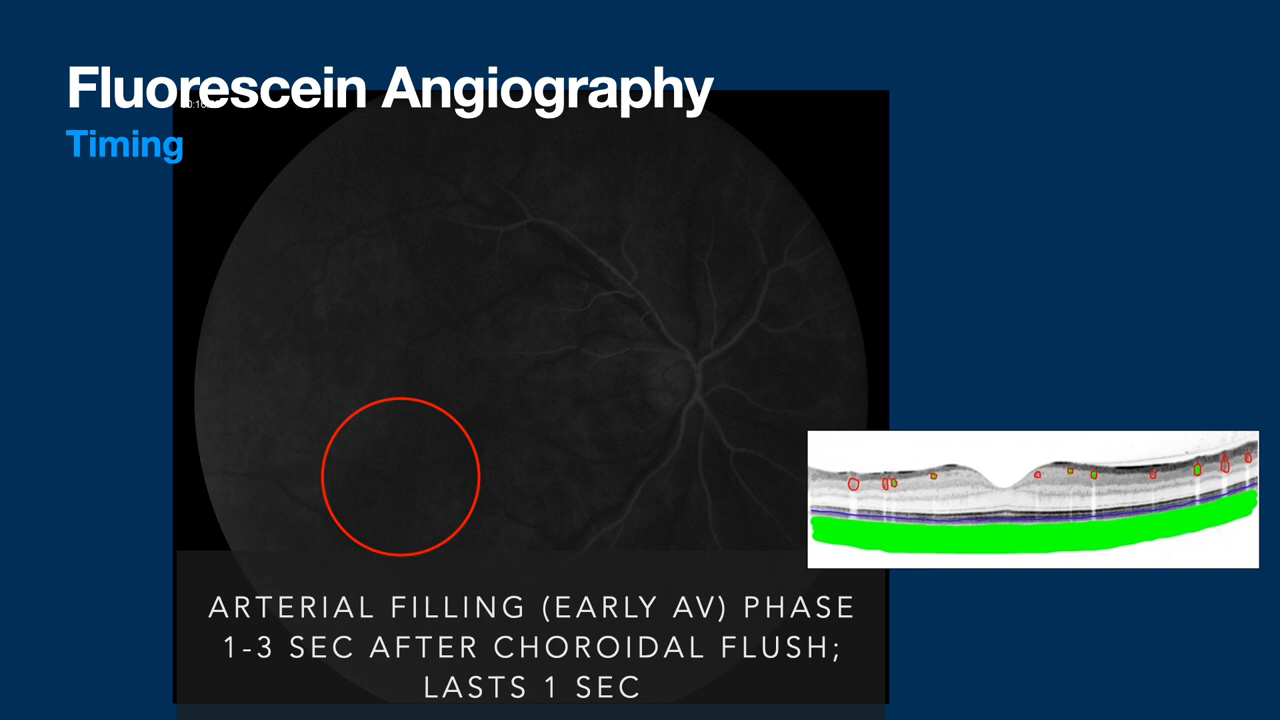 Fluorescein Angiography
Timing
ARTERIAL FILLING (EARLY AV) PHASE
1-3 SEC AFTER CHOROIDAL FLUSH;
LASTS 1 SEC